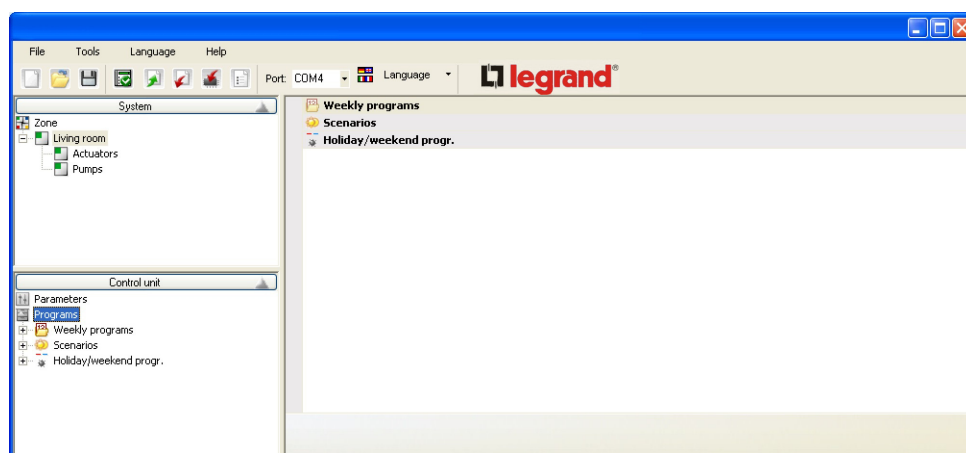 File Tools Language Help
Port: COM4 Language legrand®
System
Zone
Living room
Actuators
Pumps
Control unit
Parameters
Programs
Weekly programs
Scenarios
Holiday/weekend progr.
Weekly programs
Scenarios
Holiday/weekend progr.